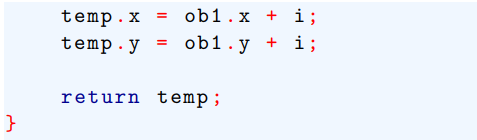 temp.x = ob1.x + i;
temp.y = ob1.y + i;
return temp;
}